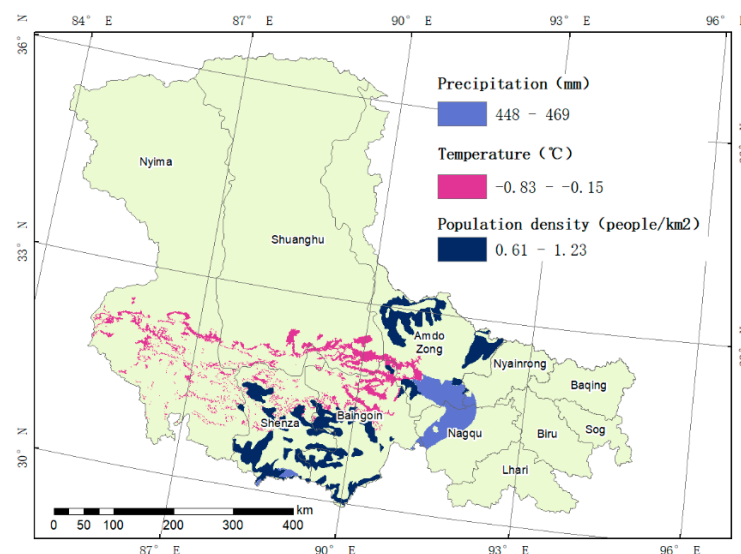 84° E 87° E 90° E 93° E 96° E
36° N
33° N
30° N
Precipitation (mm)
448 - 469
Temperature (℃)
-0.83 - -0.15
Population density (people/km2)
0.61 - 1.23
Nyima
Shuanghu
Amdo
Zong
Nyainrong
Baqing
Shenza
Baingoin
Nagqu
Biru
Sog
Lhari
km
0 50 100 200 300 400
87° E 90° E 93° E 96° E